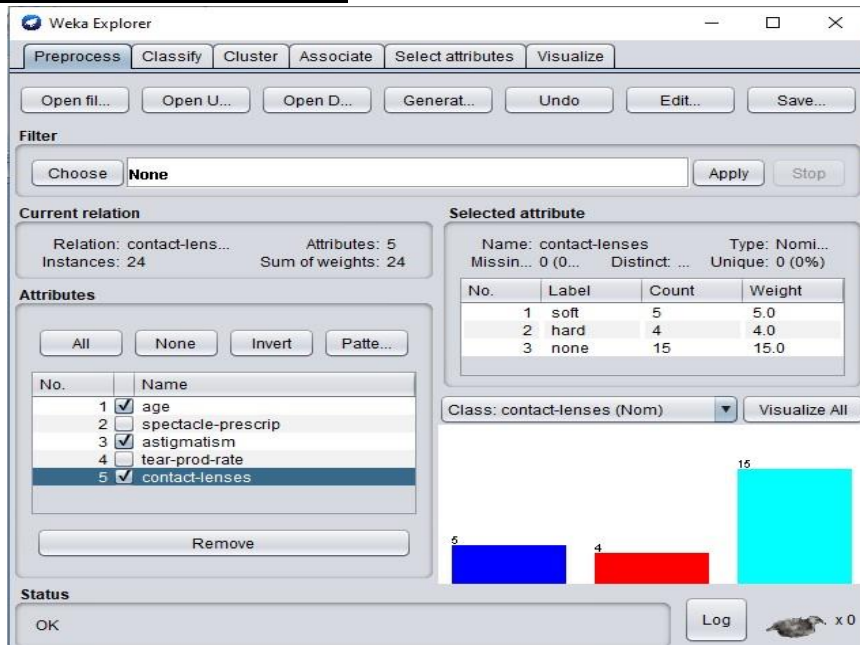 Weka Explorer
Preprocess Classify Cluster Associate Select attributes Visualize
Open fil... Open U... Open D... Generat... Undo Edit... Save...
Filter
Choose None Apply Stop
Current relation
Relation: contact-lens... Attributes: 5
Instances: 24 Sum of weights: 24
Attributes
All None Invert Patte...
No. Name
1 age
2 spectacle-prescrip
3 astigmatism
4 tear-prod-rate
5 contact-lenses
Remove
Selected attribute
Name: contact-lenses Type: Nomi...
Missin... 0 (0... Distinct: ... Unique: 0 (0%)
No. Label Count Weight
1 soft 5 5.0
2 hard 4 4.0
3 none 15 15.0
Class: contact-lenses (Nom) Visualize All
5 4 15
Status
OK Log x 0